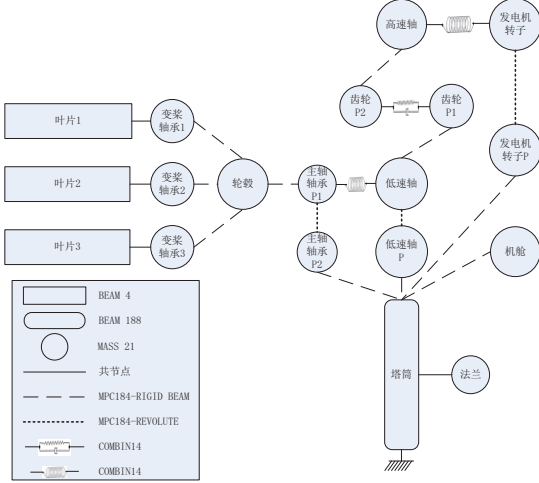 高速轴
发电机
转子
齿轮
P2
齿轮
P1
叶片1
变桨
轴承1
发电机
转子P
叶片2
变桨
轴承2
轮毂
主轴
轴承
P1
低速轴
叶片3
变桨
轴承3
主轴
轴承
P2
低速轴
P
机舱
BEAM 4
BEAM 188
MASS 21
共节点
MPC184-RIGID BEAM
MPC184-REVOLUTE
COMBIN14
COMBIN14
塔筒
法兰